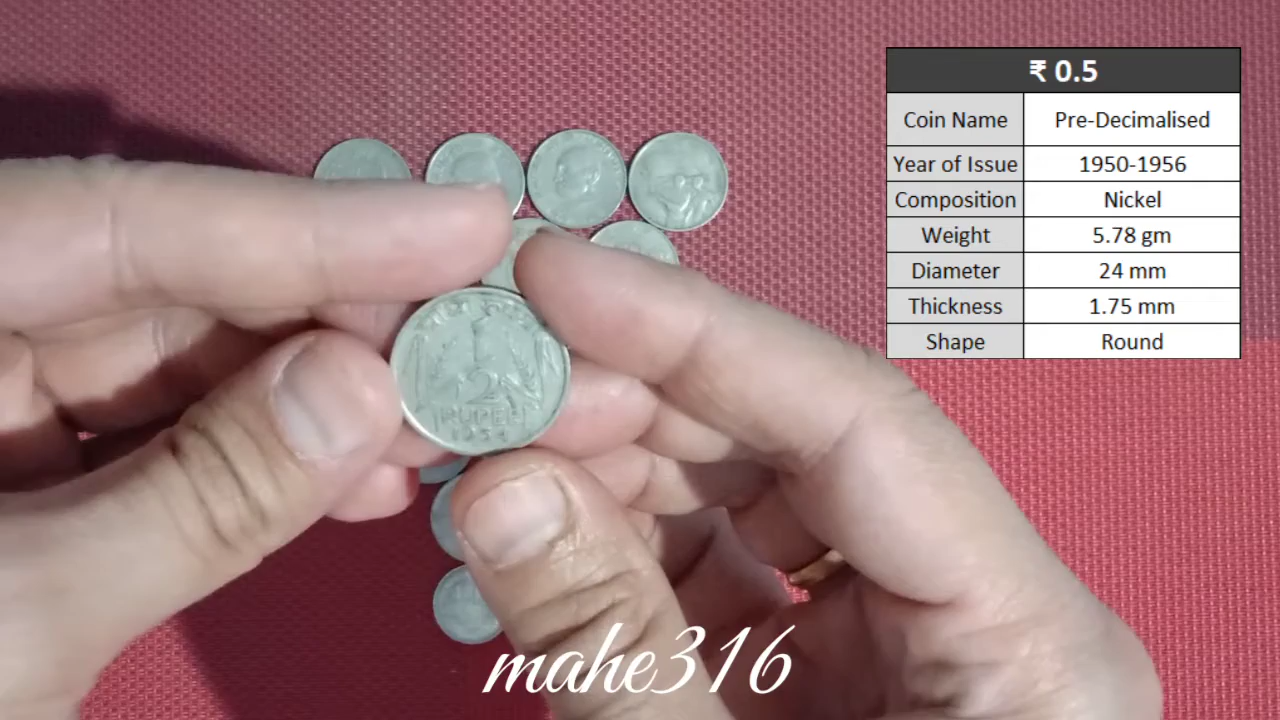 ₹ 0.5
Coin Name Pre-Decimalised
Year of Issue 1950-1956
Composition Nickel
Weight 5.78 gm
Diameter 24 mm
Thickness 1.75 mm
Shape Round
1
2
RUPEE
1954
mahe316